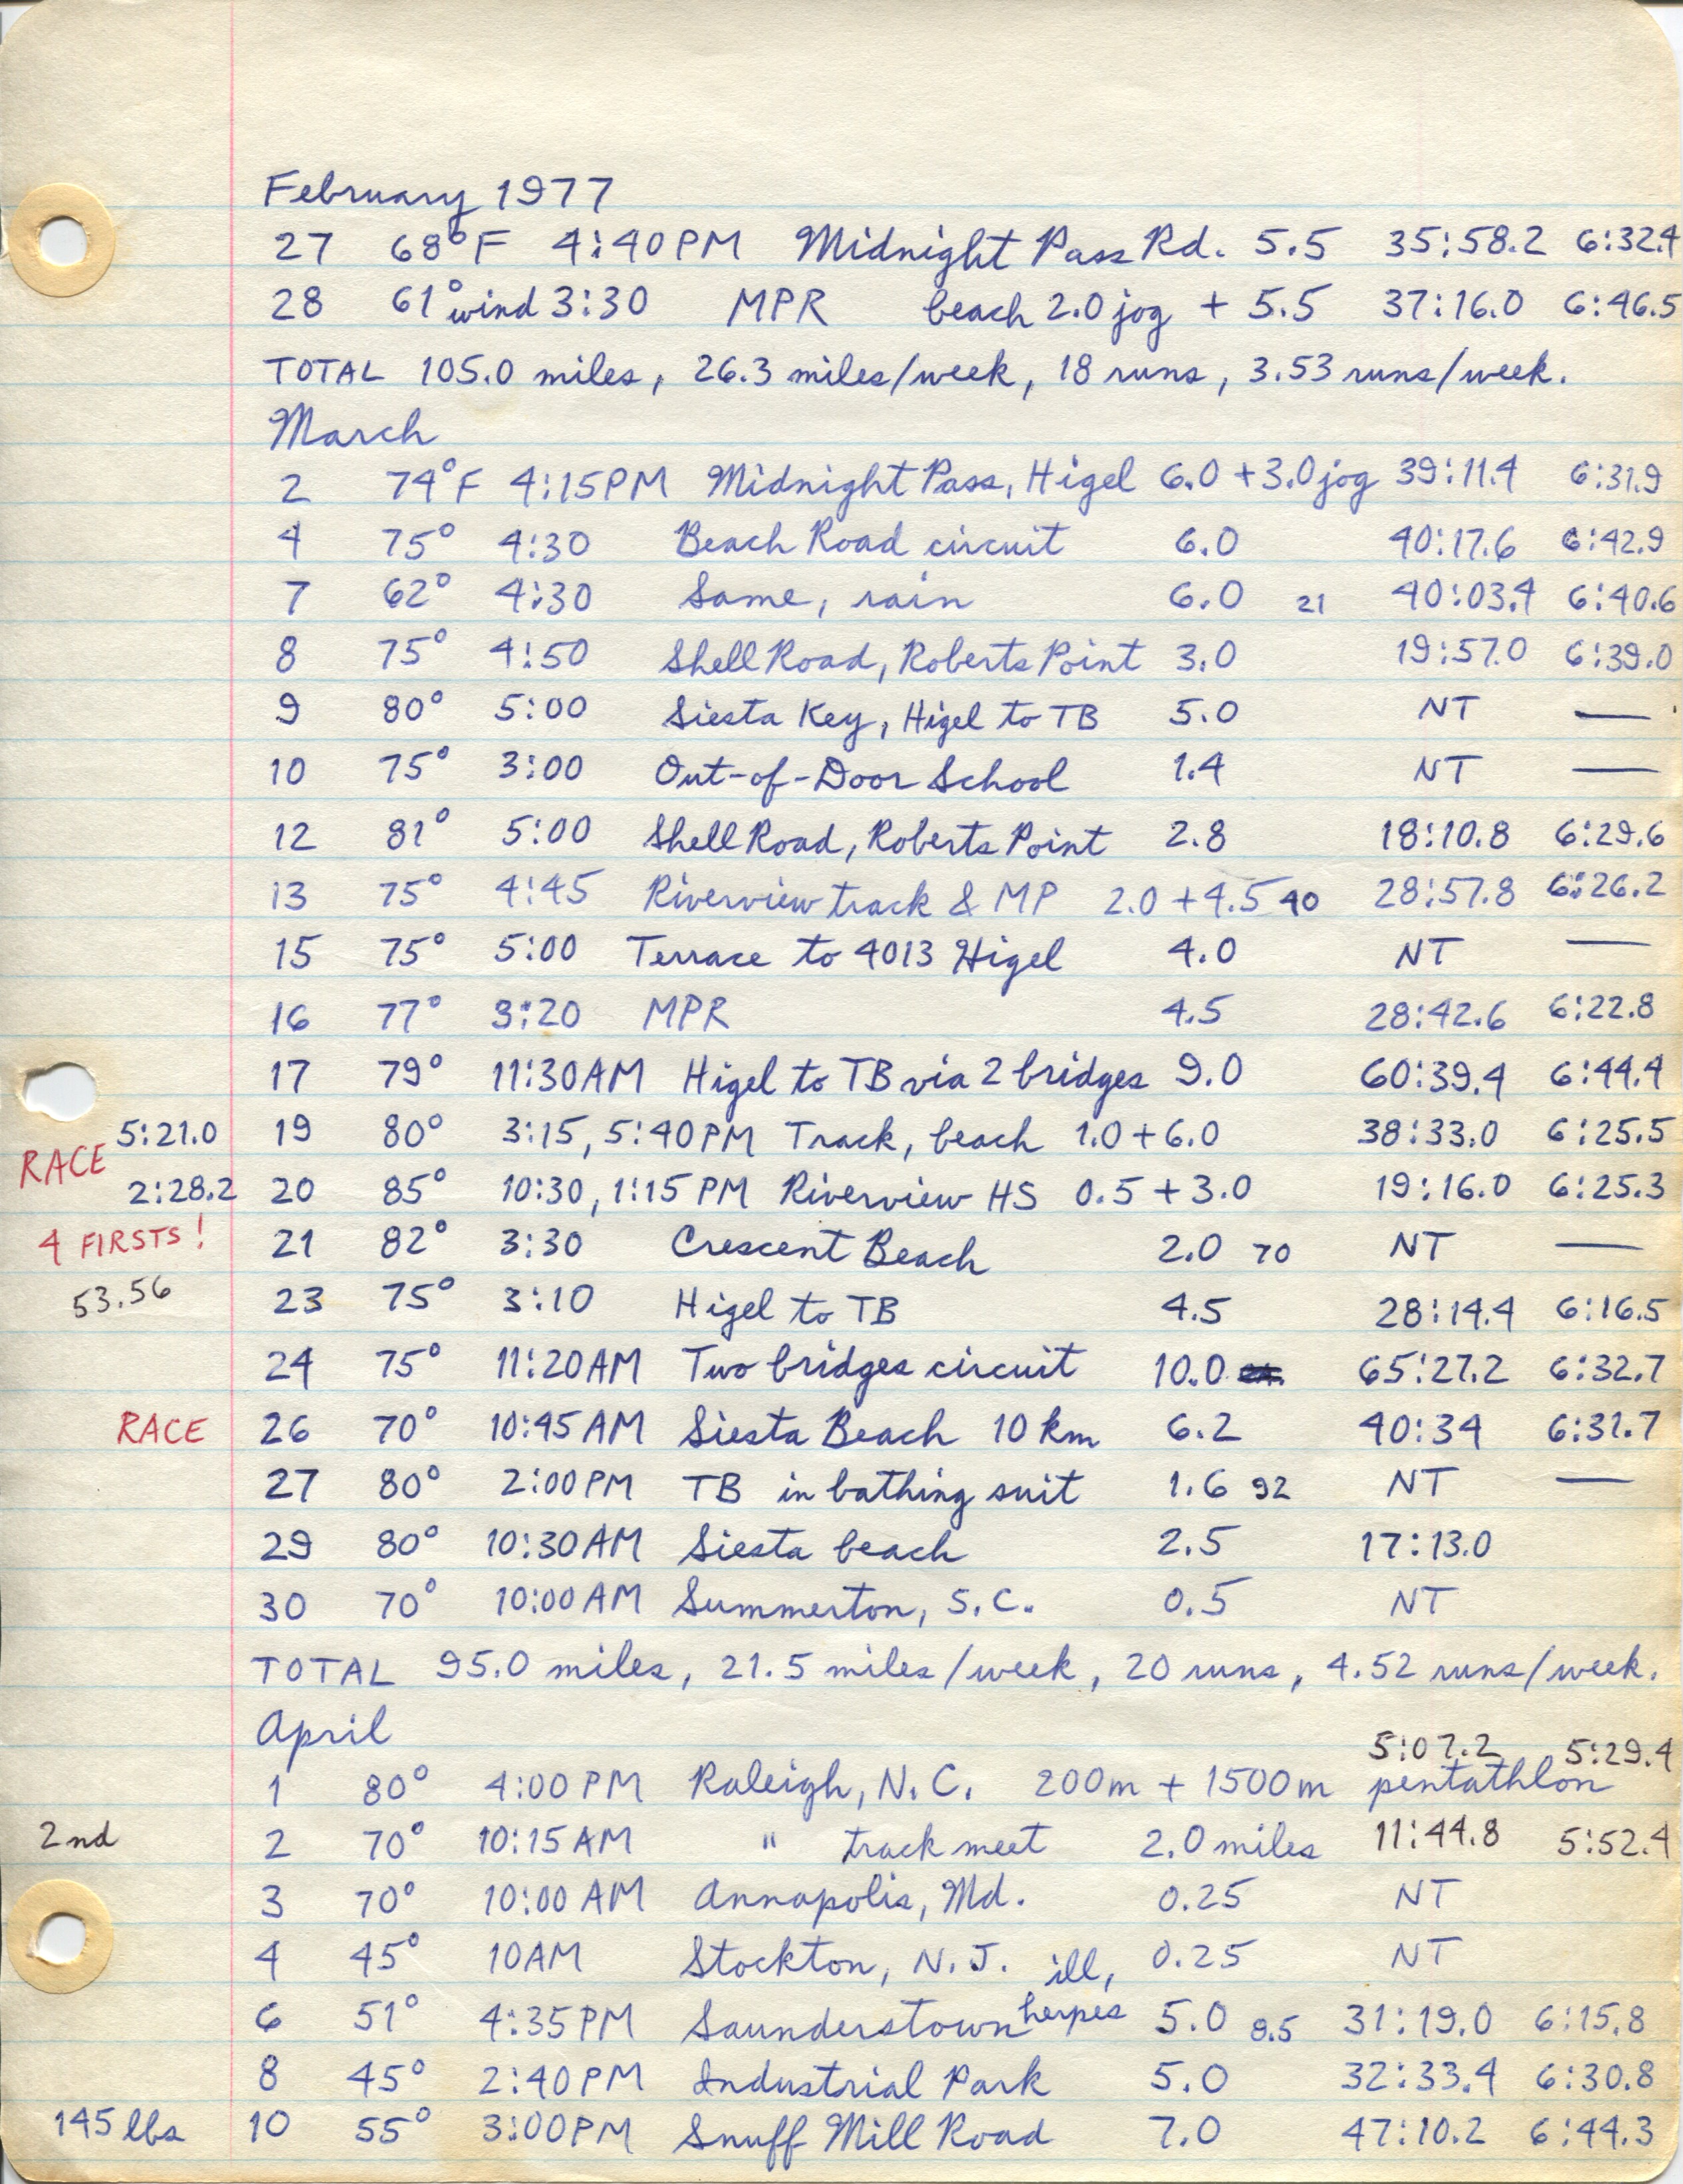 February 1977
27 68°F 4:40PM Midnight Pass Rd. 5.5 35:58.2 6:32.4
28 61° wind 3:30 MPR beach 2.0 jog + 5.5 37:16.0 6:46.5
TOTAL 105.0 miles, 26.3 miles/week, 18 runs, 3.53 runs/week.
March
2 74°F 4:15PM Midnight Pass, Higel 6.0 + 3.0 jog 39:11.4 6:31.9
4 75° 4:30 Beach Road circuit 6.0 40:17.6 6:42.9
7 62° 4:30 Same, rain 6.0 21 40:03.4 6:40.6
8 75° 4:50 Shell Road, Roberts Point 3.0 19:57.0 6:39.0
9 80° 5:00 Siesta Key, Higel to TB 5.0 NT —
10 75° 3:00 Out-of-Door School 1.4 NT —
12 81° 5:00 Shell Road, Roberts Point 2.8 18:10.8 6:29.6
13 75° 4:45 Riverview track & MP 2.0 + 4.5 40 28:57.8 6:26.2
15 75° 5:00 Terrace to 4013 Higel 4.0 NT —
16 77° 3:20 MPR 4.5 28:42.6 6:22.8
17 79° 11:30AM Higel to TB via 2 bridges 9.0 60:39.4 6:44.4
RACE 5:21.0 19 80° 3:15, 5:40PM Track, beach 1.0 + 6.0 38:33.0 6:25.5
2:28.2 20 85° 10:30, 1:15 PM Riverview HS 0.5 + 3.0 19:16.0 6:25.3
4 FIRSTS! 21 82° 3:30 Crescent Beach 2.0 70 NT —
53.56 23 75° 3:10 Higel to TB 4.5 28:14.4 6:16.5
24 75° 11:20AM Two bridges circuit 10.0 65:27.2 6:32.7
RACE 26 70° 10:45AM Siesta Beach 10 km 6.2 40:34 6:31.7
27 80° 2:00PM TB in bathing suit 1.6 92 NT —
29 80° 10:30AM Siesta beach 2.5 17:13.0
30 70° 10:00AM Summerton, S.C. 0.5 NT
TOTAL 95.0 miles, 21.5 miles/week, 20 runs, 4.52 runs/week.
April
5:07.2 5:29.4
1 80° 4:00PM Raleigh, N.C. 200m + 1500m pentathlon
2nd 2 70° 10:15AM " track meet 2.0 miles 11:44.8 5:52.4
3 70° 10:00AM Annapolis, Md. 0.25 NT
4 45° 10AM Stockton, N.J. 0.25 NT
ill, herpes
6 51° 4:35PM Saunderstown 5.0 9.5 31:19.0 6:15.8
8 45° 2:40PM Industrial Park 5.0 32:33.4 6:30.8
145 lbs 10 55° 3:00PM Snuff Mill Road 7.0 47:10.2 6:44.3